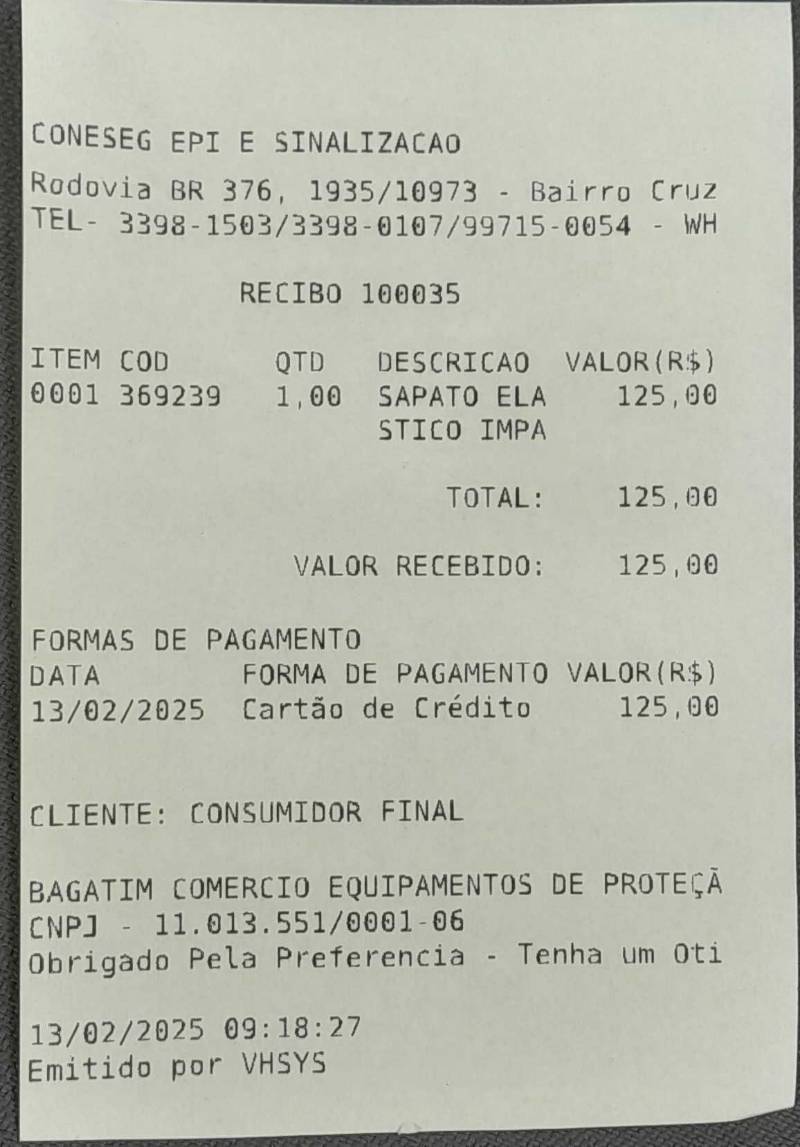 CONESEG EPI E SINALIZACAO
Rodovia BR 376, 1935/10973 - Bairro Cruz
TEL- 3398-1503/3398-0107/99715-0054 - WH
RECIBO 100035
ITEM COD QTD DESCRICAO VALOR(R$)
0001 369239 1,00 SAPATO ELA 125,00
STICO IMPA
TOTAL: 125,00
VALOR RECEBIDO: 125,00
FORMAS DE PAGAMENTO
DATA FORMA DE PAGAMENTO VALOR(R$)
13/02/2025 Cartão de Crédito 125,00
CLIENTE: CONSUMIDOR FINAL
BAGATIM COMERCIO EQUIPAMENTOS DE PROTEÇÃ
CNPJ - 11.013.551/0001-06
Obrigado Pela Preferencia - Tenha um Oti
13/02/2025 09:18:27
Emitido por VHSYS